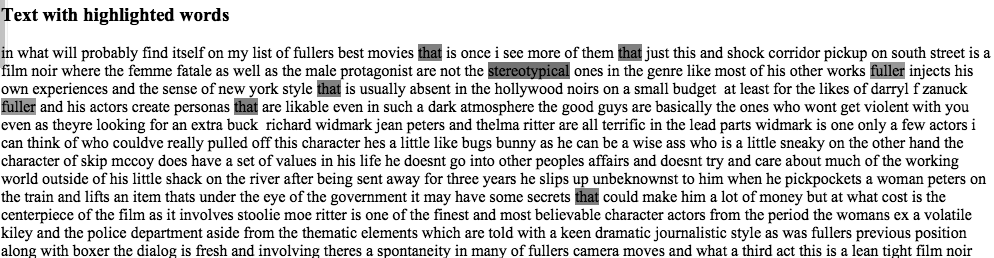 Text with highlighted words
in what will probably find itself on my list of fullers best movies that is once i see more of them that just this and shock corridor pickup on south street is a
film noir where the femme fatale as well as the male protagonist are not the stereotypical ones in the genre like most of his other works fuller injects his
own experiences and the sense of new york style that is usually absent in the hollywood noirs on a small budget  at least for the likes of darryl f zanuck
fuller and his actors create personas that are likable even in such a dark atmosphere the good guys are basically the ones who wont get violent with you
even as theyre looking for an extra buck  richard widmark jean peters and thelma ritter are all terrific in the lead parts widmark is one only a few actors i
can think of who couldve really pulled off this character hes a little like bugs bunny as he can be a wise ass who is a little sneaky on the other hand the
character of skip mccoy does have a set of values in his life he doesnt go into other peoples affairs and doesnt try and care about much of the working
world outside of his little shack on the river after being sent away for three years he slips up unbeknownst to him when he pickpockets a woman peters on
the train and lifts an item thats under the eye of the government it may have some secrets that could make him a lot of money but at what cost is the
centerpiece of the film as it involves stoolie moe ritter is one of the finest and most believable character actors from the period the womans ex a volatile
kiley and the police department aside from the thematic elements which are told with a keen dramatic journalistic style as was fullers previous position
along with boxer the dialog is fresh and involving theres a spontaneity in many of fullers camera moves and what a third act this is a lean tight film noir